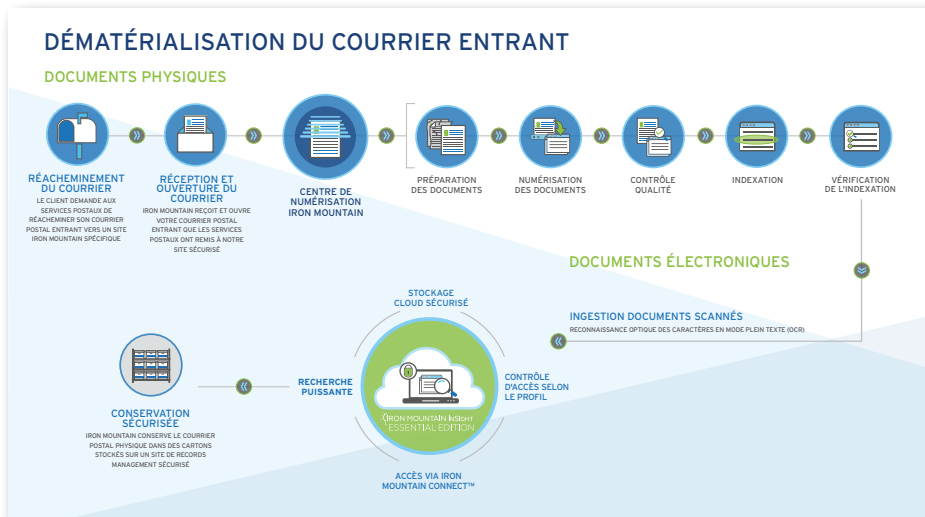 DÉMATÉRIALISATION DU COURRIER ENTRANT
DOCUMENTS PHYSIQUES
RÉACHEMINEMENT
DU COURRIER
LE CLIENT DEMANDE AUX
SERVICES POSTAUX DE
RÉACHEMINER SON COURRIER
POSTAL ENTRANT VERS UN SITE
IRON MOUNTAIN SPÉCIFIQUE
RÉCEPTION ET
OUVERTURE DU
COURRIER
IRON MOUNTAIN REÇOIT ET OUVRE
VOTRE COURRIER POSTAL
ENTRANT QUE LES SERVICES
POSTAUX ONT REMIS À NOTRE
SITE SÉCURISÉ
CENTRE DE
NUMÉRISATION
IRON MOUNTAIN
PRÉPARATION
DES DOCUMENTS
NUMÉRISATION
DES DOCUMENTS
CONTRÔLE
QUALITÉ
INDEXATION
VÉRIFICATION
DE L'INDEXATION
DOCUMENTS ÉLECTRONIQUES
INGESTION DOCUMENTS SCANNÉS
RECONNAISSANCE OPTIQUE DES CARACTÈRES EN MODE PLEIN TEXTE (OCR)
STOCKAGE
CLOUD SÉCURISÉ
CONTRÔLE
D'ACCÈS SELON
LE PROFIL
IRON MOUNTAIN INSIGHT
ESSENTIAL EDITION
ACCÈS VIA IRON
MOUNTAIN CONNECT™
RECHERCHE
PUISSANTE
CONSERVATION
SÉCURISÉE
IRON MOUNTAIN CONSERVE LE COURRIER
POSTAL PHYSIQUE DANS DES CARTONS
STOCKÉS SUR UN SITE DE RECORDS
MANAGEMENT SÉCURISÉ